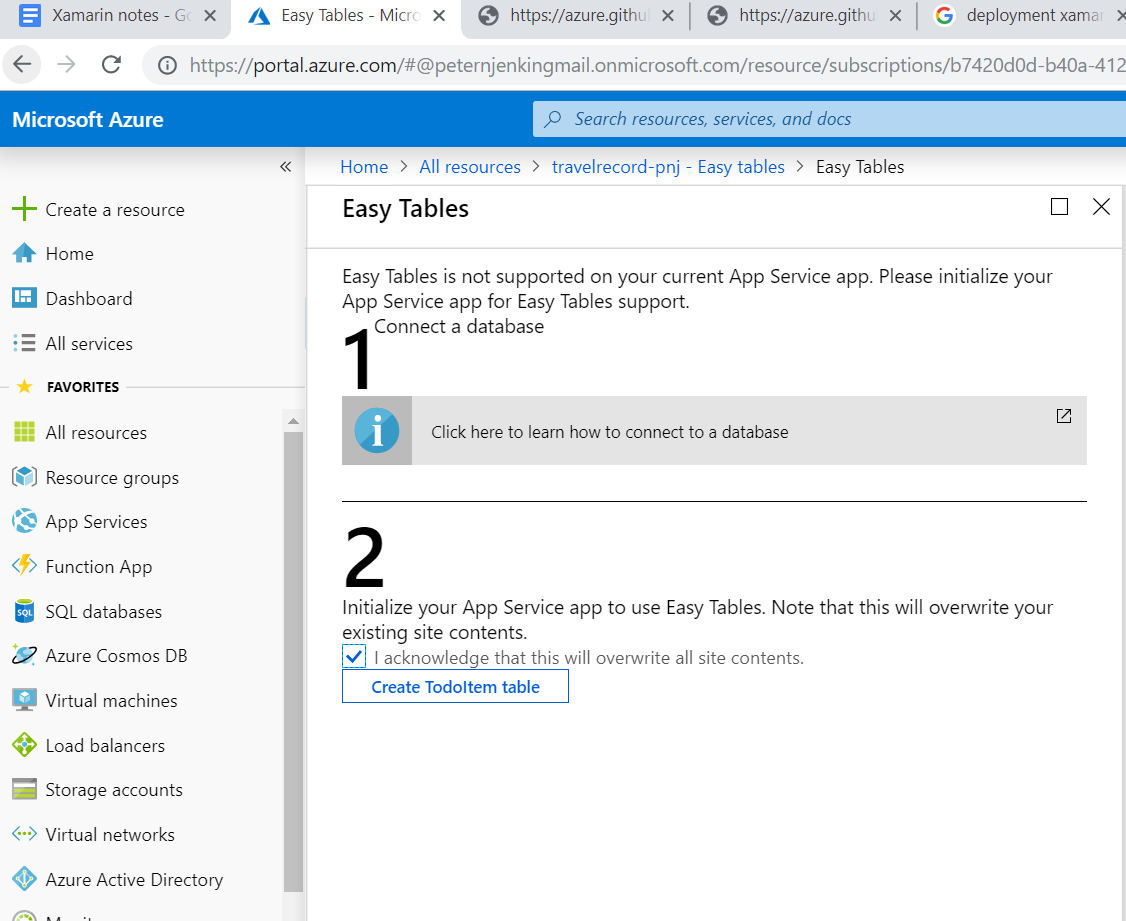 Xamarin notes - Go
Easy Tables - Micro
https://azure.githu
https://azure.githu
deployment xamar
https://portal.azure.com/#@peternjenkingmail.onmicrosoft.com/resource/subscriptions/b7420d0d-b40a-412
Microsoft Azure
Search resources, services, and docs
Home > All resources > travelrecord-pnj - Easy tables > Easy Tables
Create a resource
Home
Dashboard
All services
FAVORITES
All resources
Resource groups
App Services
Function App
SQL databases
Azure Cosmos DB
Virtual machines
Load balancers
Storage accounts
Virtual networks
Azure Active Directory
Easy Tables
Easy Tables is not supported on your current App Service app. Please initialize your
App Service app for Easy Tables support.
1 Connect a database
Click here to learn how to connect to a database
2
Initialize your App Service app to use Easy Tables. Note that this will overwrite your
existing site contents.
I acknowledge that this will overwrite all site contents.
Create TodoItem table